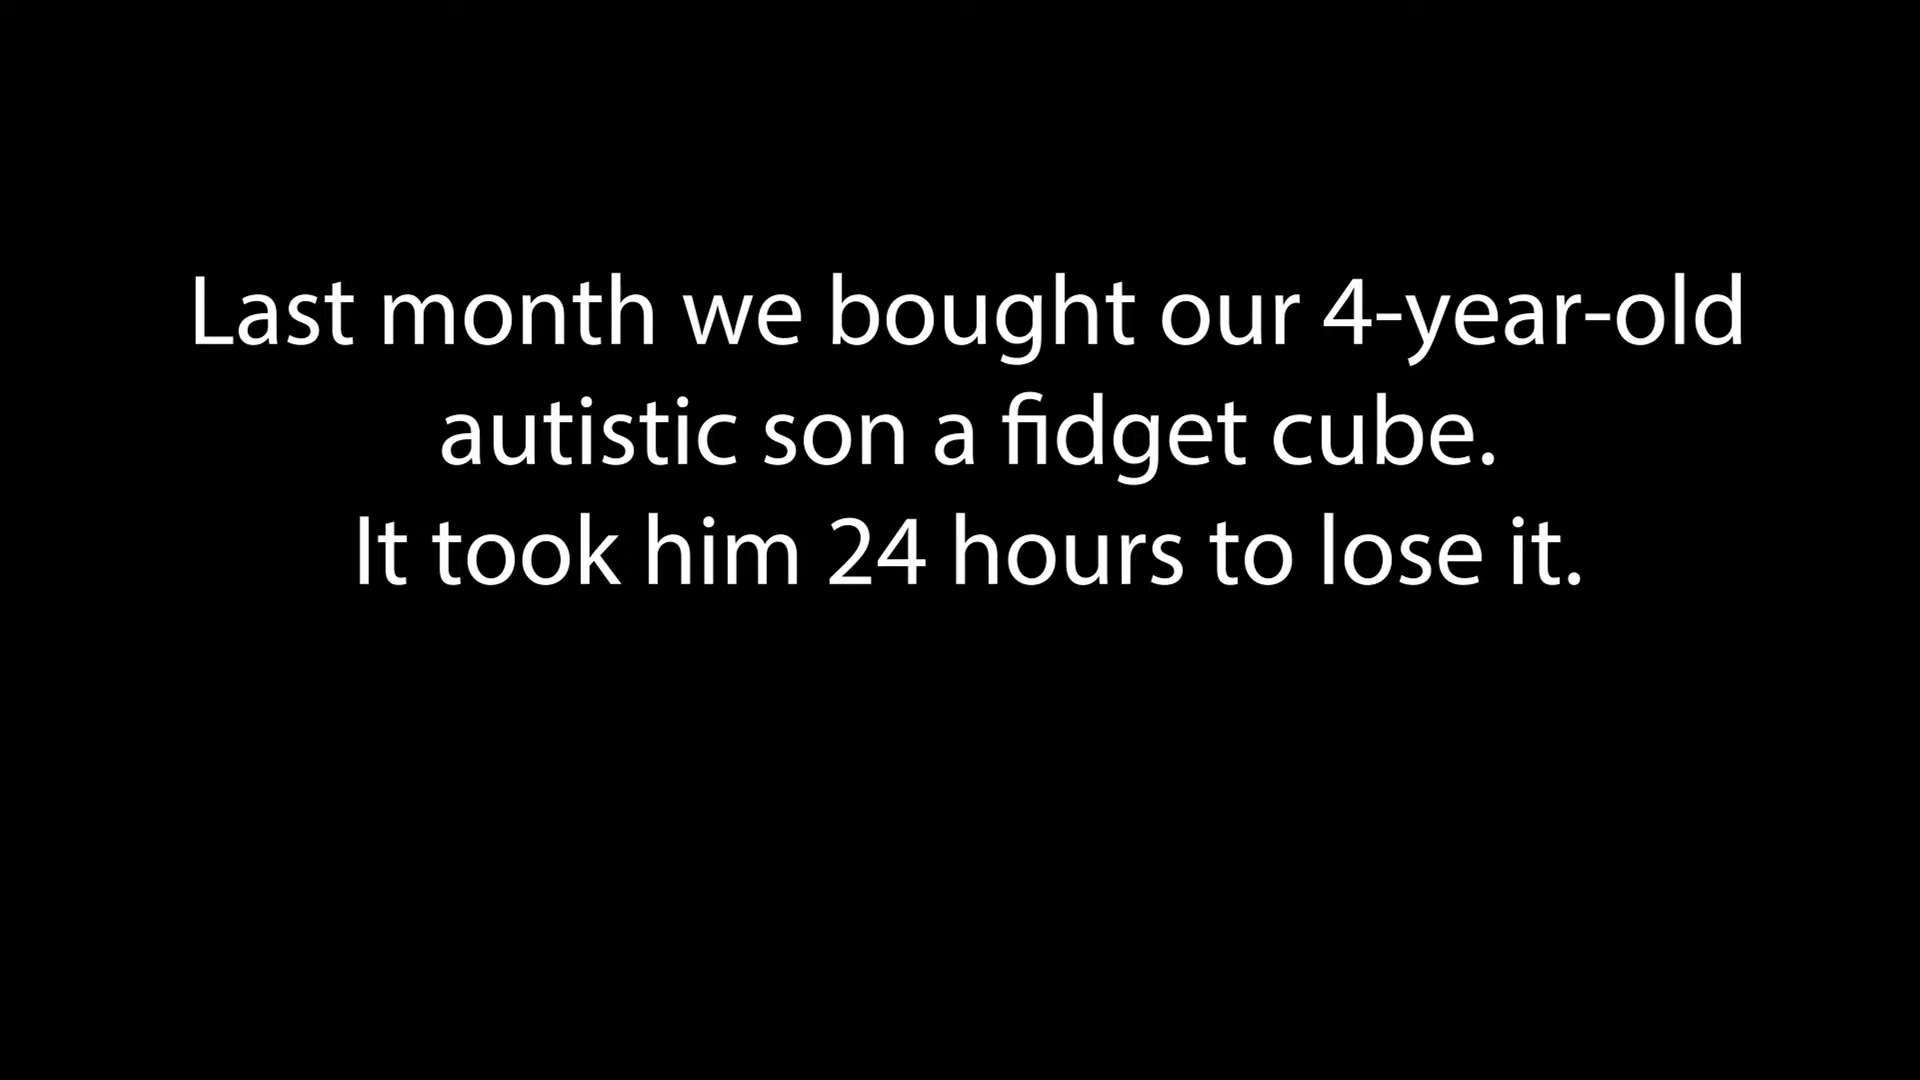 Last month we bought our 4-year-old
autistic son a fidget cube.
It took him 24 hours to lose it.